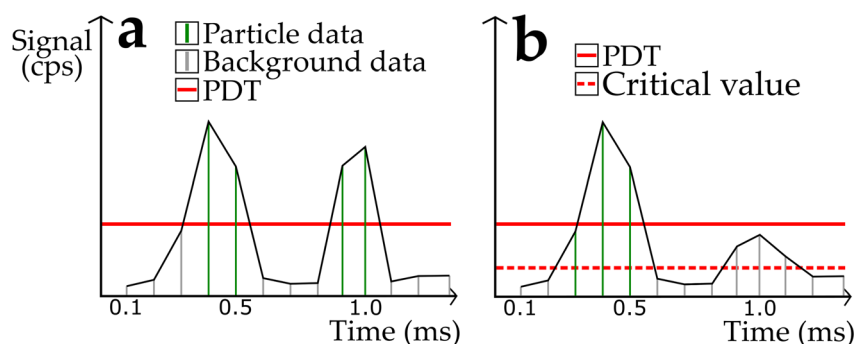 a
Signal
(cps)
Particle data
Background data
PDT
0.1
0.5
1.0
Time (ms)
b
PDT
Critical value
0.1
0.5
1.0
Time (ms)